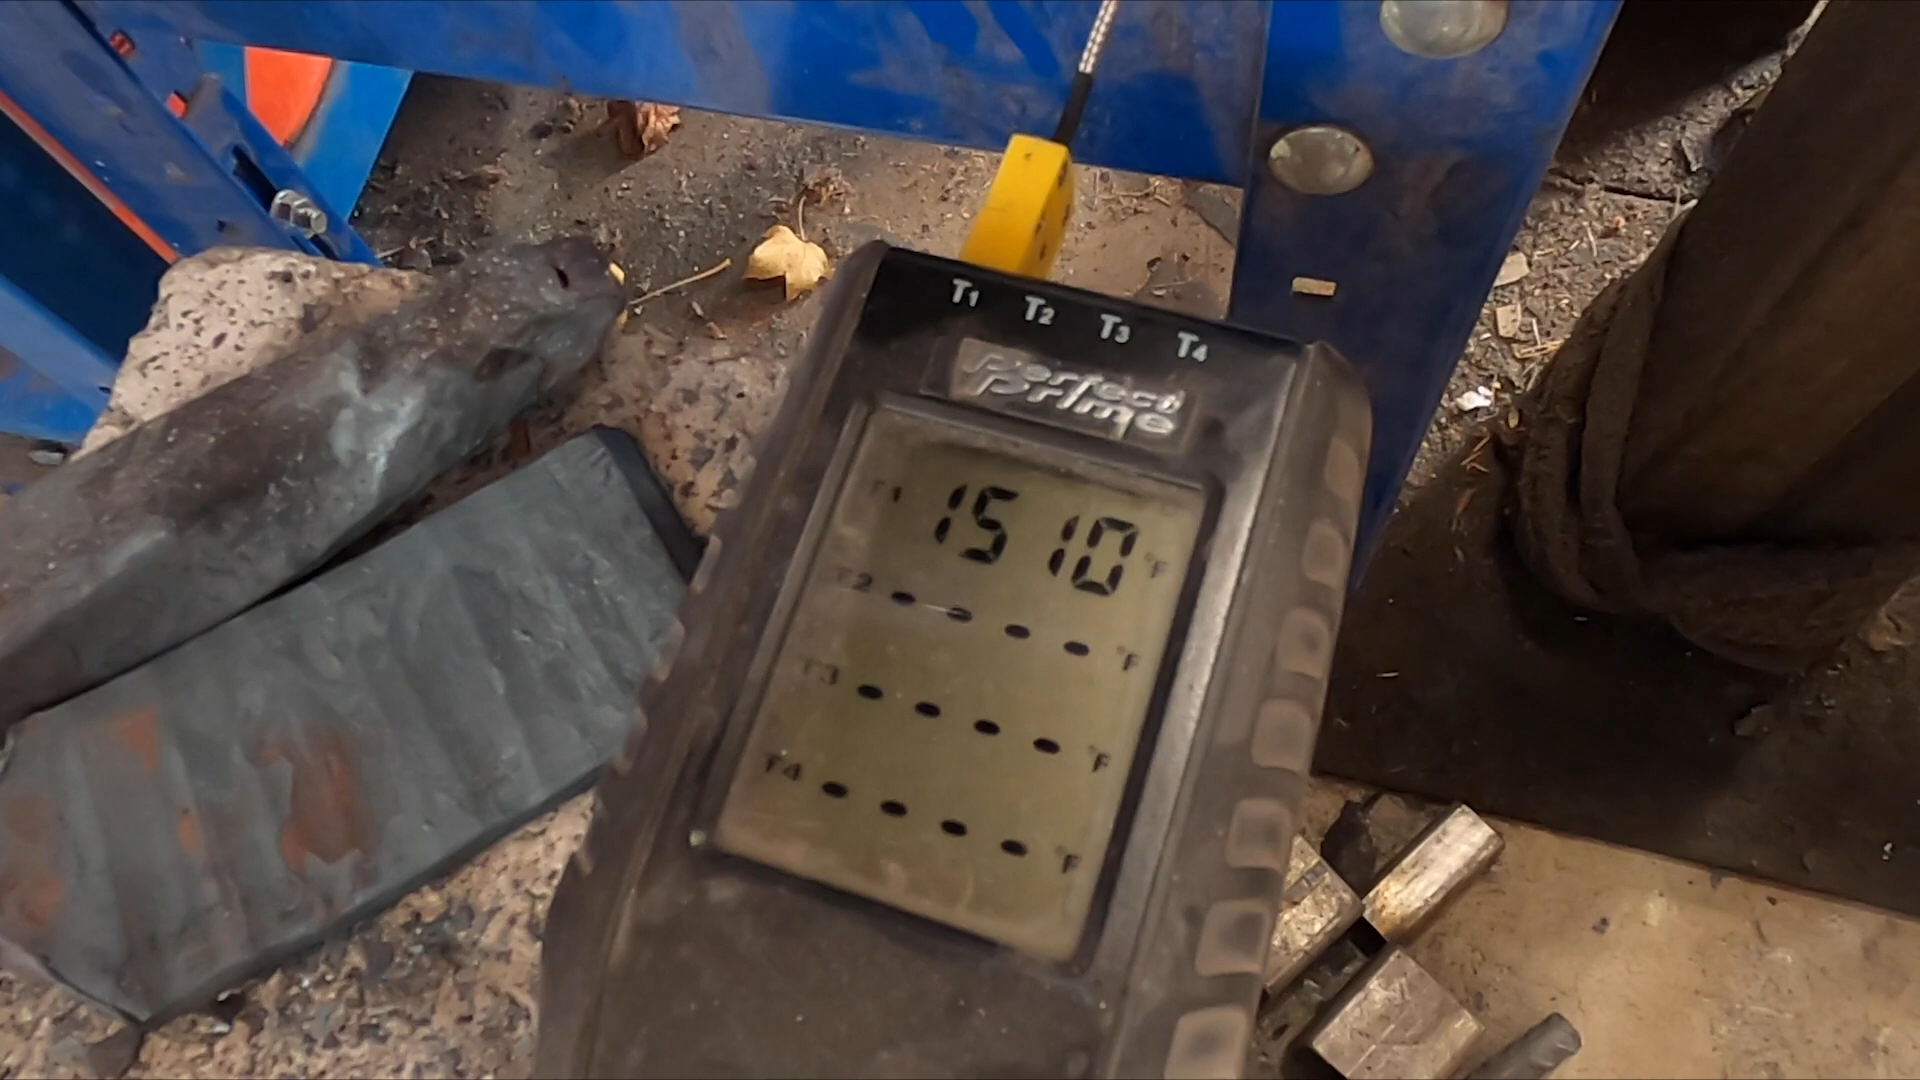 T1 T2 T3 T4
perfect
prime
T1 1510 °F
T2 - - - - °F
T3 - - - - °F
T4 - - - - °F